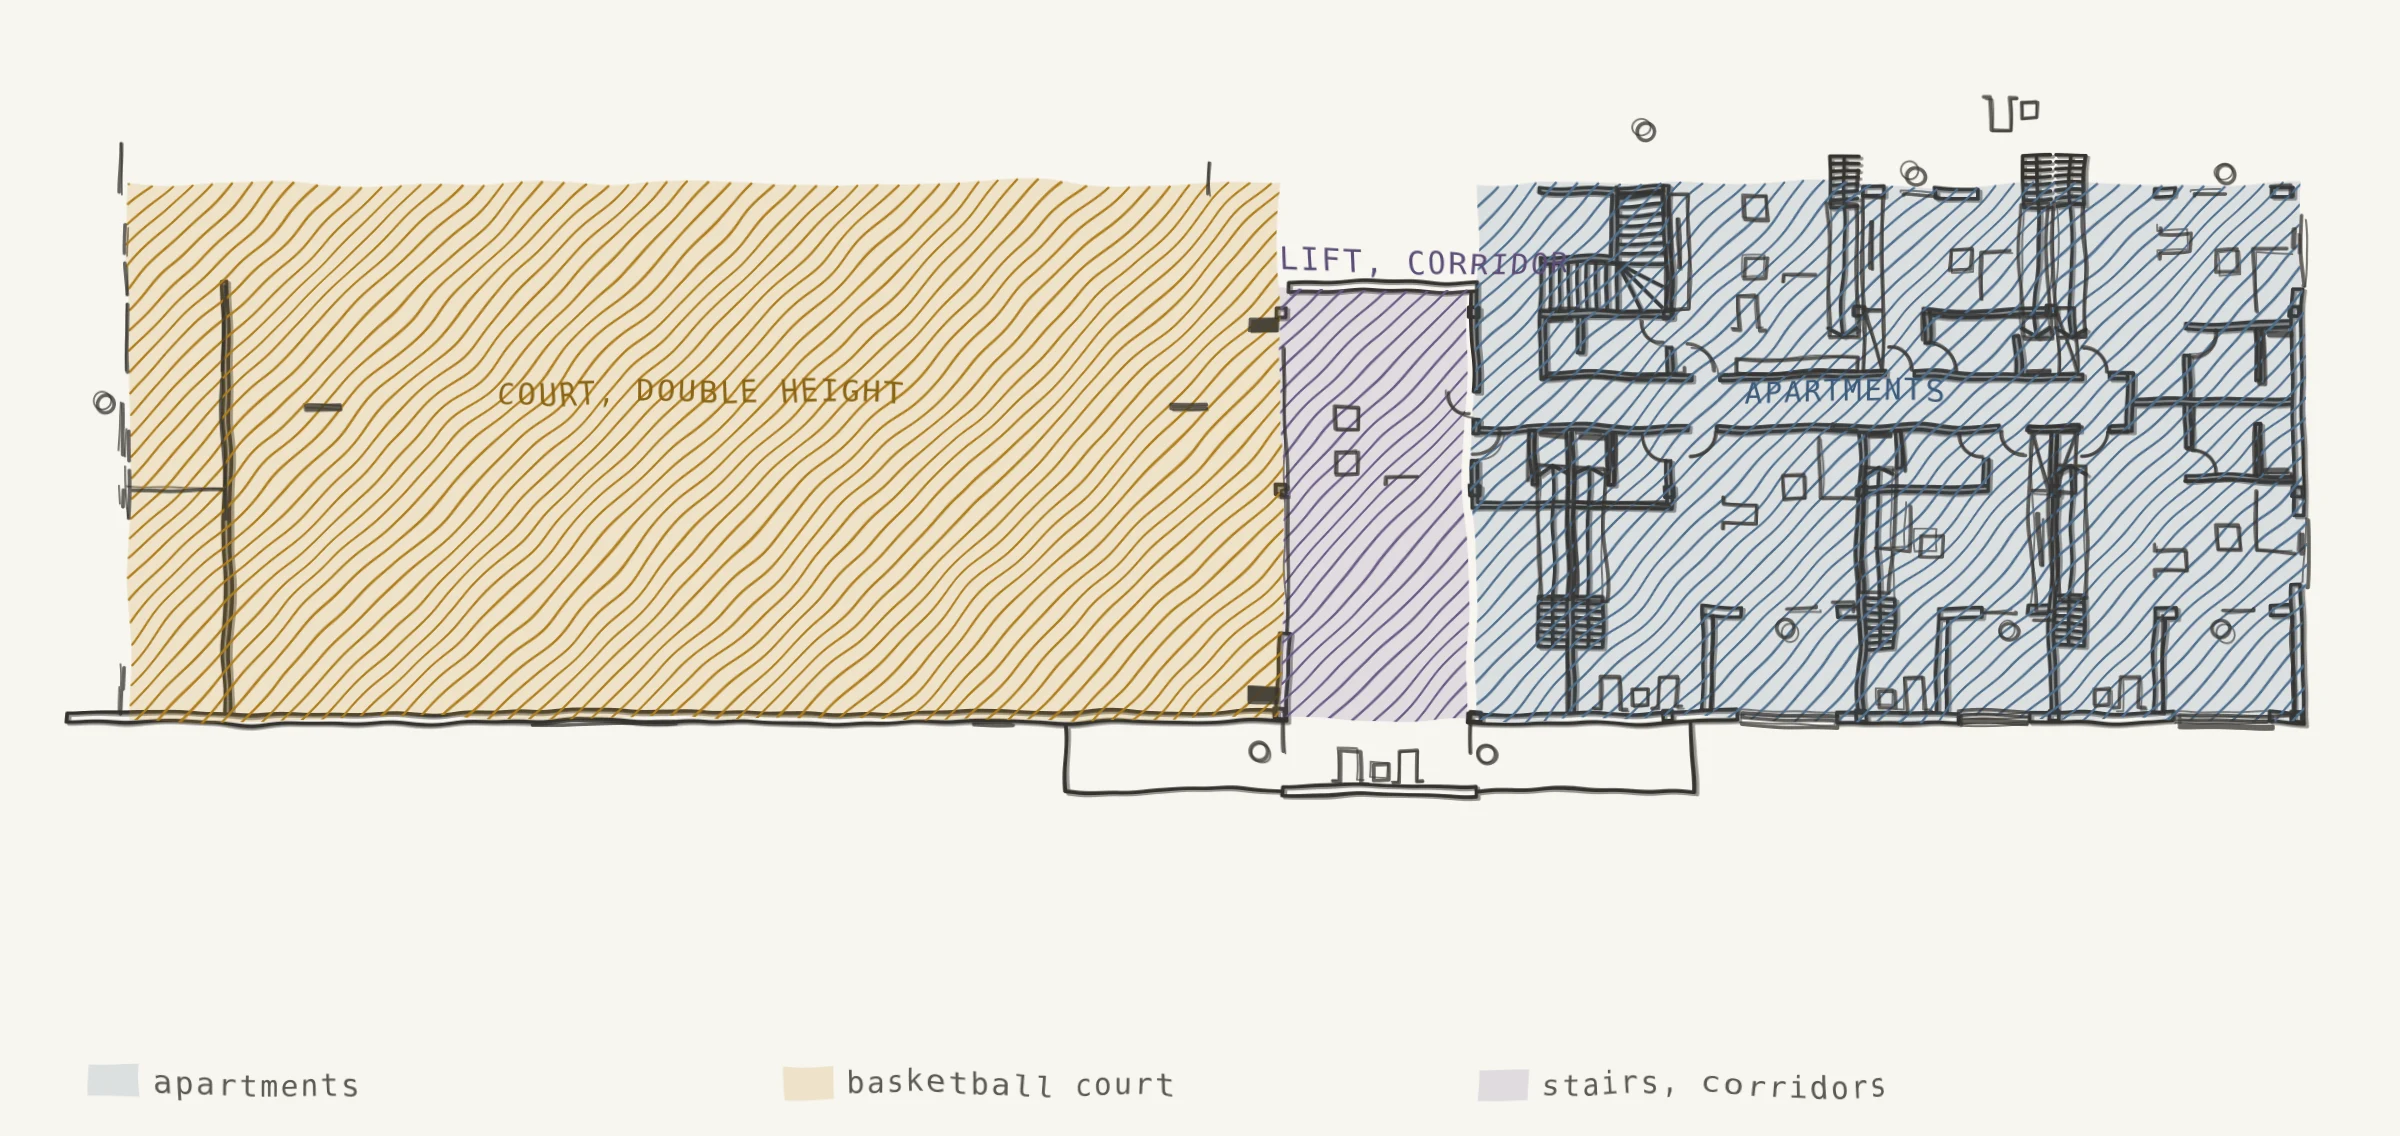 LIFT, CORRIDOR
COURT, DOUBLE HEIGHT
APARTMENTS
apartments
basketball court
stairs, corridors